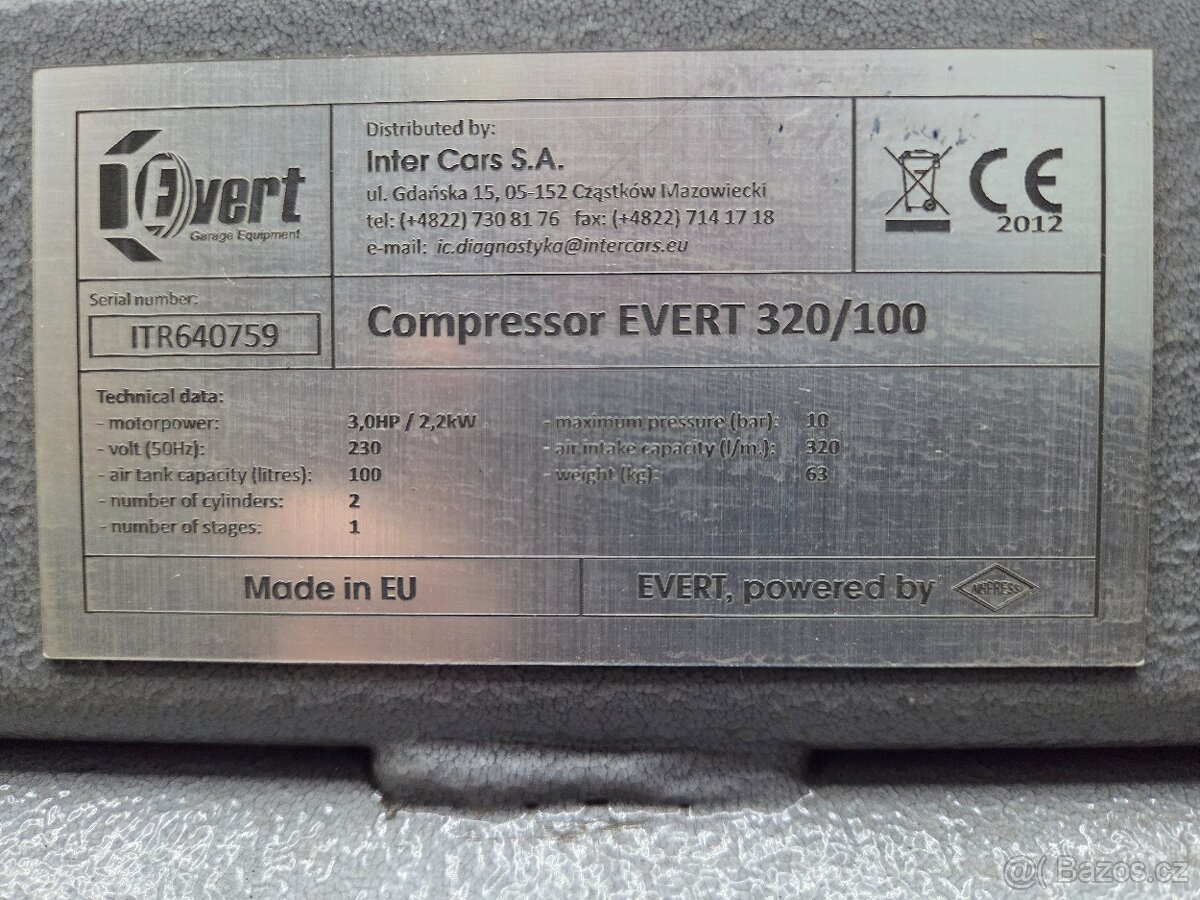 Evert
Garage Equipment
Distributed by:
Inter Cars S.A.
ul. Gdańska 15, 05-152 Cząstków Mazowiecki
tel: (+4822) 730 81 76 fax: (+4822) 714 17 18
e-mail: ic.diagnostyka@intercars.eu
CE
2012
Serial number:
ITR640759
Compressor EVERT 320/100
Technical data:
- motorpower: 3,0HP / 2,2kW
- volt (50Hz): 230
- air tank capacity (litres): 100
- number of cylinders: 2
- number of stages: 1
- maximum pressure (bar): 10
- air intake capacity (l/m.): 320
- weight (kg): 63
Made in EU
EVERT, powered by
AIRPRESS
Bazos.cz